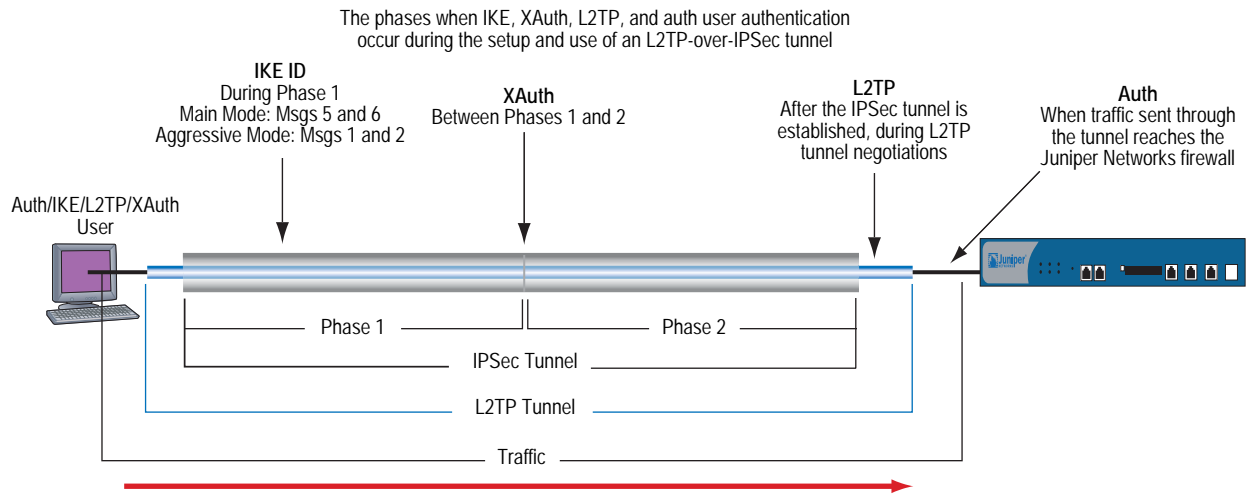 The phases when IKE, XAuth, L2TP, and auth user authentication
occur during the setup and use of an L2TP-over-IPSec tunnel
IKE ID
During Phase 1
Main Mode: Msgs 5 and 6
Aggressive Mode: Msgs 1 and 2
XAuth
Between Phases 1 and 2
L2TP
After the IPSec tunnel is
established, during L2TP
tunnel negotiations
Auth
When traffic sent through
the tunnel reaches the
Juniper Networks firewall
Auth/IKE/L2TP/XAuth
User
Juniper
Phase 1
Phase 2
IPSec Tunnel
L2TP Tunnel
Traffic